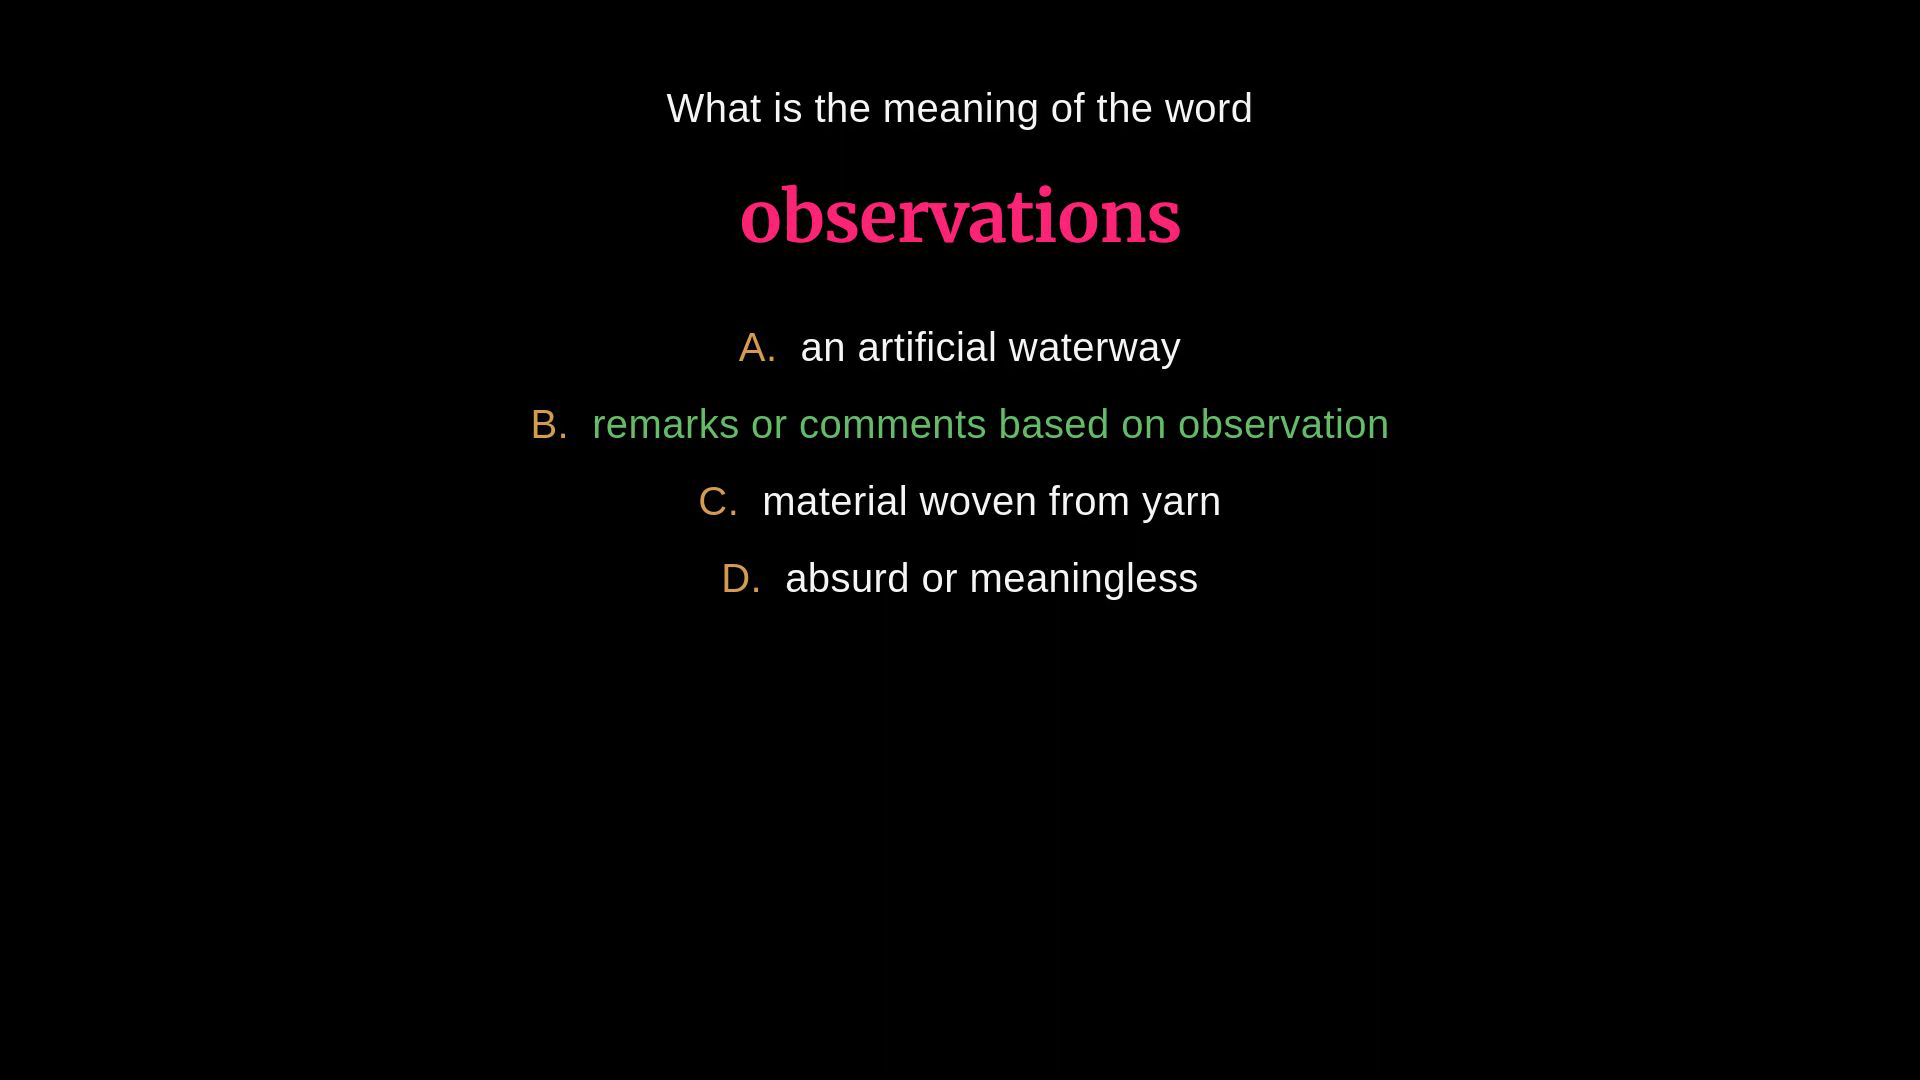 What is the meaning of the word
observations
A. an artificial waterway
B. remarks or comments based on observation
C. material woven from yarn
D. absurd or meaningless